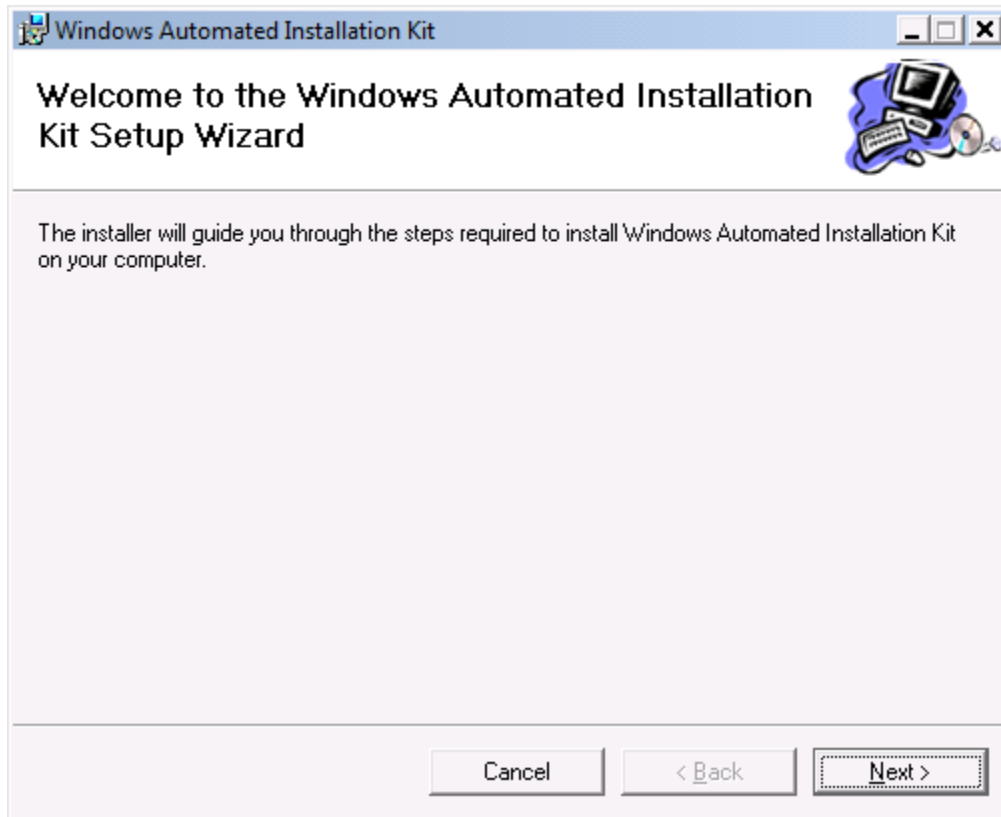 Windows Automated Installation Kit
Welcome to the Windows Automated Installation
Kit Setup Wizard
The installer will guide you through the steps required to install Windows Automated Installation Kit
on your computer.
Cancel
< Back
Next >